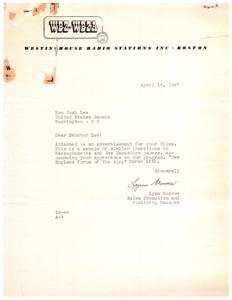 WBZ-WBZA
WESTINGHOUSE RADIO STATIONS INC · BOSTON
April 15, 1947
Hon Josh Lee
United States Senate
Washington - D C
Dear Senator Lee:
Attached is an advertisement for your files.
This is a sample of similar insertions in
Massachusetts and New Hampshire papers, an-
nouncing your appearance on our program, "New
England Forum of The Air," March 13th.
Sincerely
Lynn Morrow
Sales Promotion and
Publicity Manager
Att